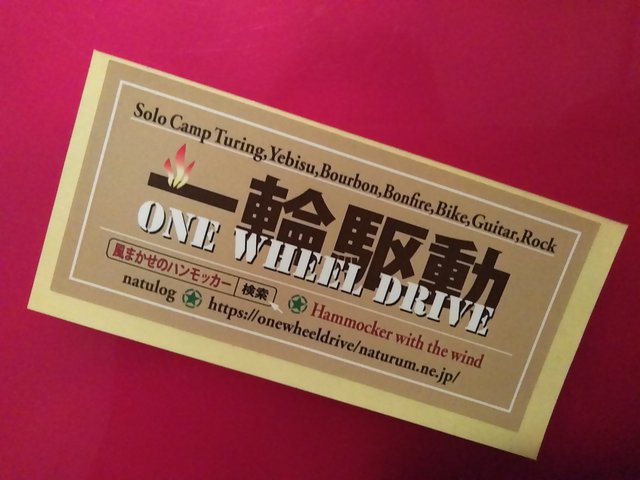 Solo Camp Turing,Yebisu,Bourbon,Bonfire,Bike,Guitar,Rock
一輪駆動
ONE WHEEL DRIVE
風まかせのハンモッカー 検索
Hammocker with the wind
natulog https://onewheeldrive/naturum.ne.jp/